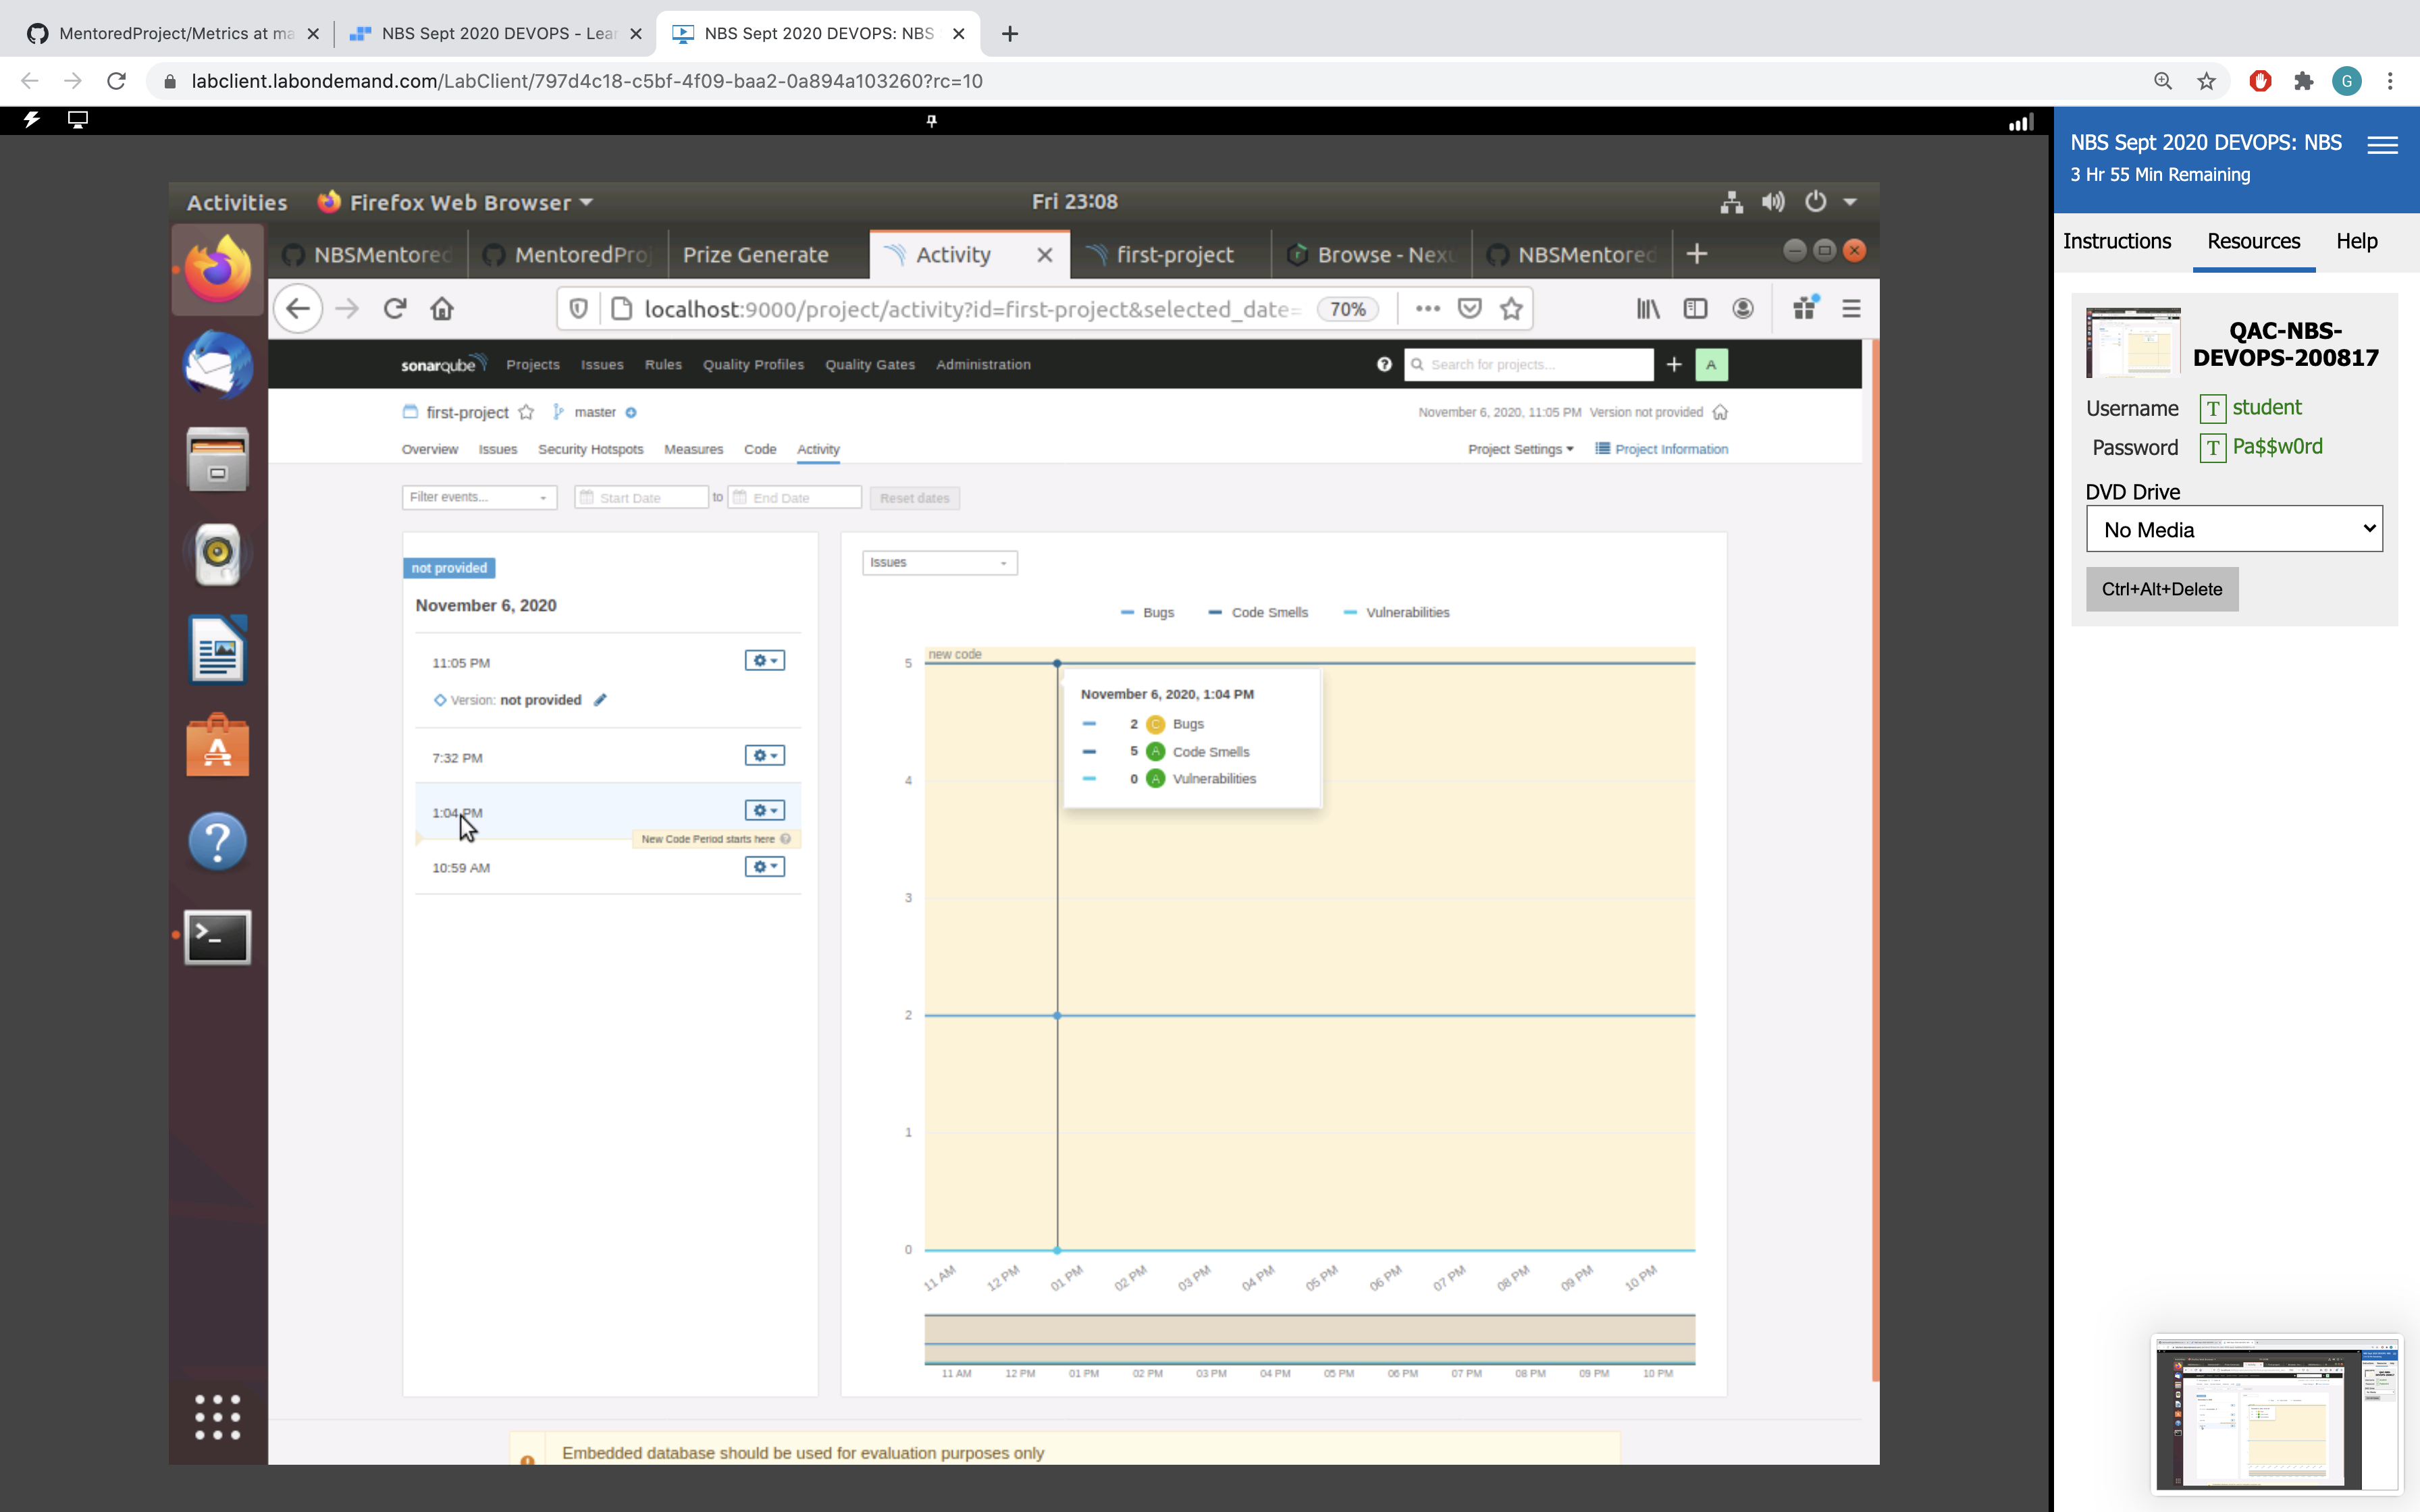 MentoredProject/Metrics at ma
NBS Sept 2020 DEVOPS - Lear
NBS Sept 2020 DEVOPS: NBS
labclient.labondemand.com/LabClient/797d4c18-c5bf-4f09-baa2-0a894a103260?rc=10
G
NBS Sept 2020 DEVOPS: NBS
3 Hr 55 Min Remaining
Instructions Resources Help
QAC-NBS-
DEVOPS-200817
Username T student
Password T Pa$$w0rd
DVD Drive
No Media
Ctrl+Alt+Delete
Activities Firefox Web Browser Fri 23:08
NBSMentored MentoredProj Prize Generate Activity first-project Browse - Nexu NBSMentored
localhost:9000/project/activity?id=first-project&selected_date= 70%
sonarqube Projects Issues Rules Quality Profiles Quality Gates Administration ? Search for projects... A
first-project master November 6, 2020, 11:05 PM Version not provided
Overview Issues Security Hotspots Measures Code Activity Project Settings Project Information
Filter events... Start Date to End Date Reset dates
not provided
November 6, 2020
11:05 PM
Version: not provided
7:32 PM
1:04 PM
New Code Period starts here ?
10:59 AM
Issues
Bugs Code Smells Vulnerabilities
new code
5
4
3
2
1
0
November 6, 2020, 1:04 PM
2 C Bugs
5 A Code Smells
0 A Vulnerabilities
11 AM 12 PM 01 PM 02 PM 03 PM 04 PM 05 PM 06 PM 07 PM 08 PM 09 PM 10 PM
11 AM 12 PM 01 PM 02 PM 03 PM 04 PM 05 PM 06 PM 07 PM 08 PM 09 PM 10 PM
Embedded database should be used for evaluation purposes only